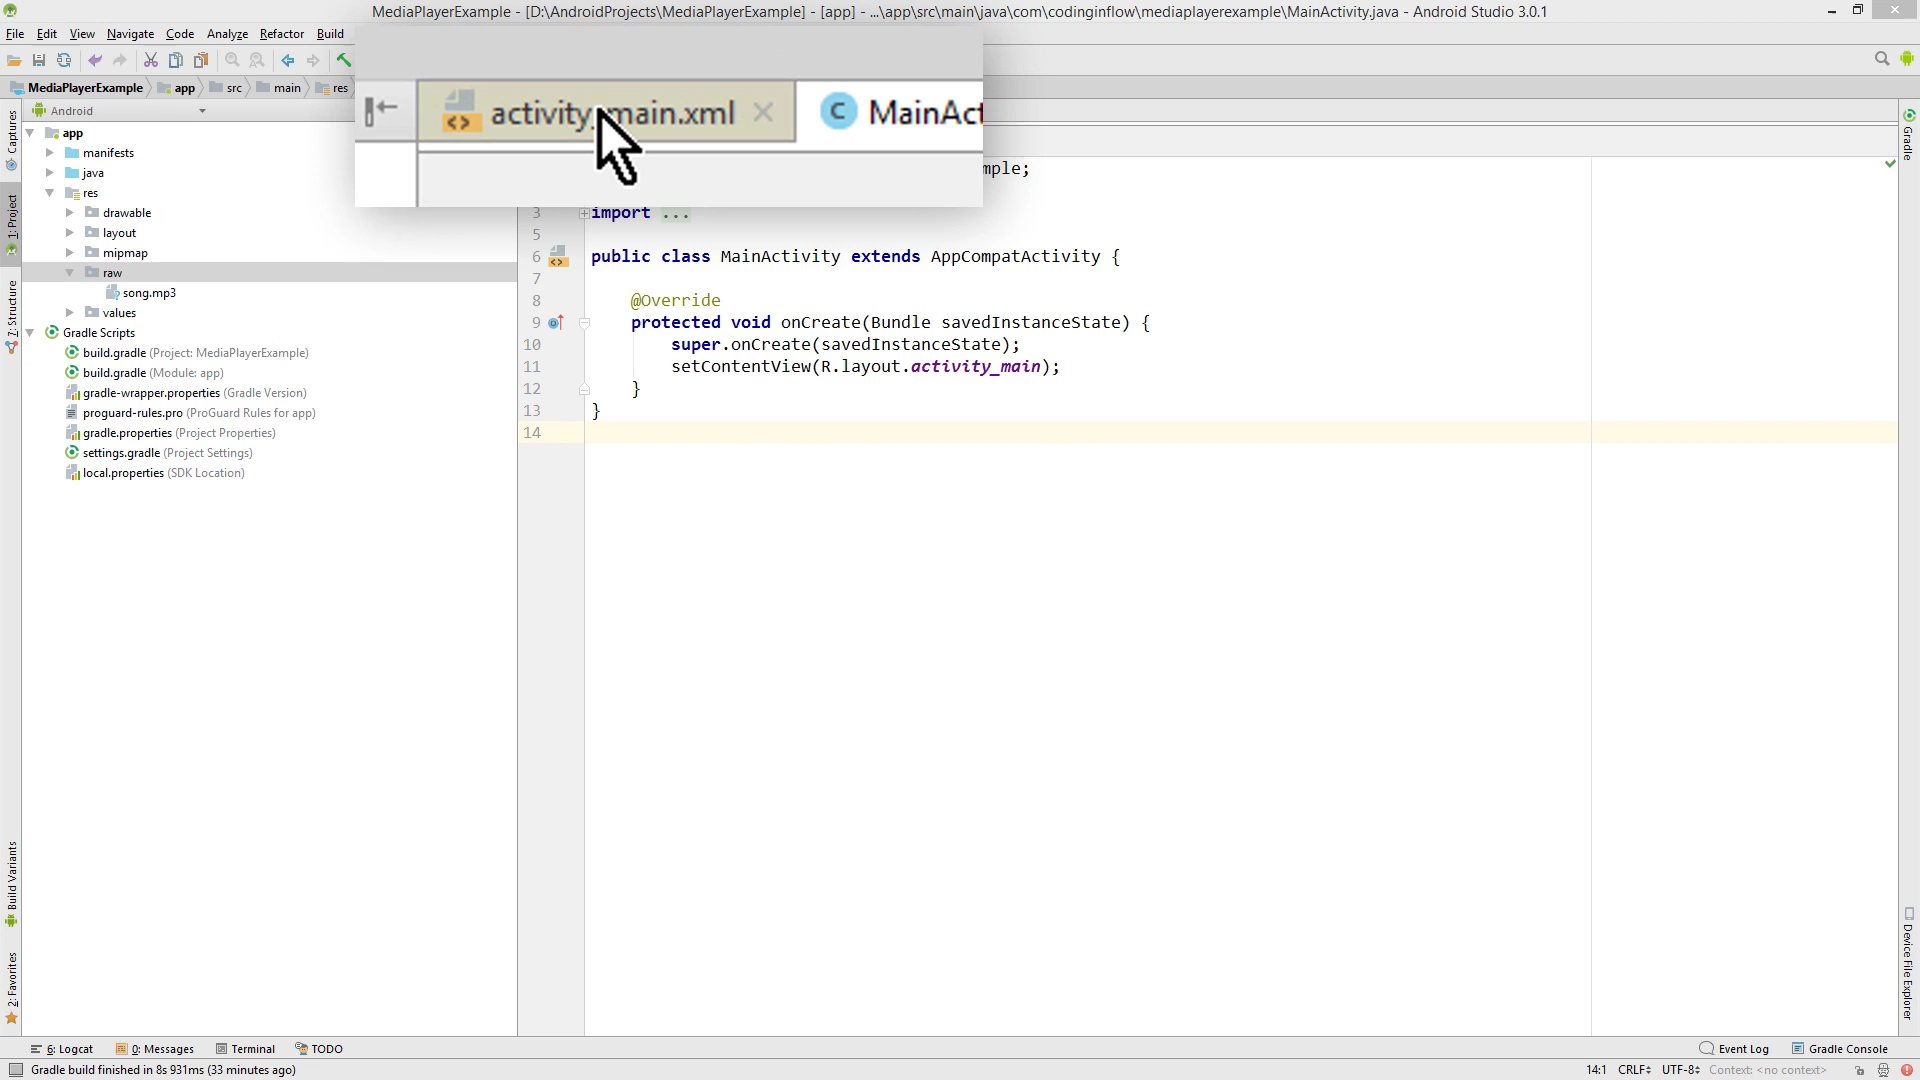 MediaPlayerExample - [D:\AndroidProjects\MediaPlayerExample] - [app] - ...\app\src\main\java\com\codinginflow\mediaplayerexample\MainActivity.java - Android Studio 3.0.1
File Edit View Navigate Code Analyze Refactor Build
MediaPlayerExample app src main res
activity_main.xml MainAct
Android
app
manifests
java
res
drawable
layout
mipmap
raw
song.mp3
values
Gradle Scripts
build.gradle (Project: MediaPlayerExample)
build.gradle (Module: app)
gradle-wrapper.properties (Gradle Version)
proguard-rules.pro (ProGuard Rules for app)
gradle.properties (Project Properties)
settings.gradle (Project Settings)
local.properties (SDK Location)
Captures
1: Project
7: Structure
Build Variants
2: Favorites
mple;
3 import ...
5
6 public class MainActivity extends AppCompatActivity {
7
8 @Override
9 protected void onCreate(Bundle savedInstanceState) {
10 super.onCreate(savedInstanceState);
11 setContentView(R.layout.activity_main);
12 }
13 }
14
Gradle
Device File Explorer
6: Logcat 0: Messages Terminal TODO Event Log Gradle Console
Gradle build finished in 8s 931ms (33 minutes ago) 14:1 CRLF UTF-8 Context: <no context>